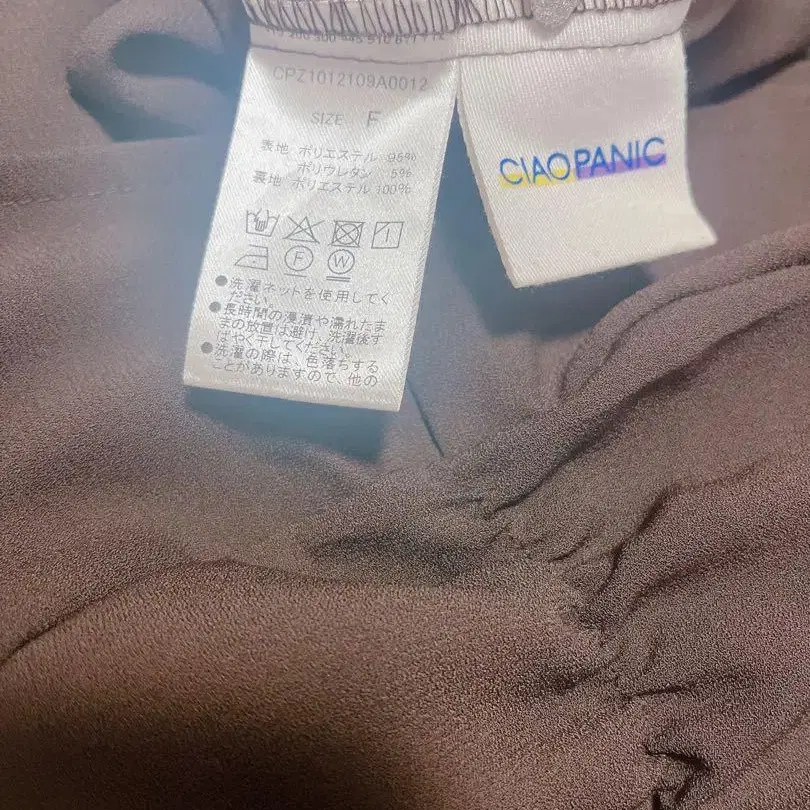 CPZ1012109A0012
SIZE F
表地 ポリエステル 95%
ポリウレタン 5%
裏地 ポリエステル 100%
F W
●洗濯ネットを使用してく
ださい。
●長時間の浸漬や濡れたま
まの放置は避け、洗濯後す
ばやく干してください。
●洗濯の際は、色落ちする
ことがありますので、他の
CIAOPANIC